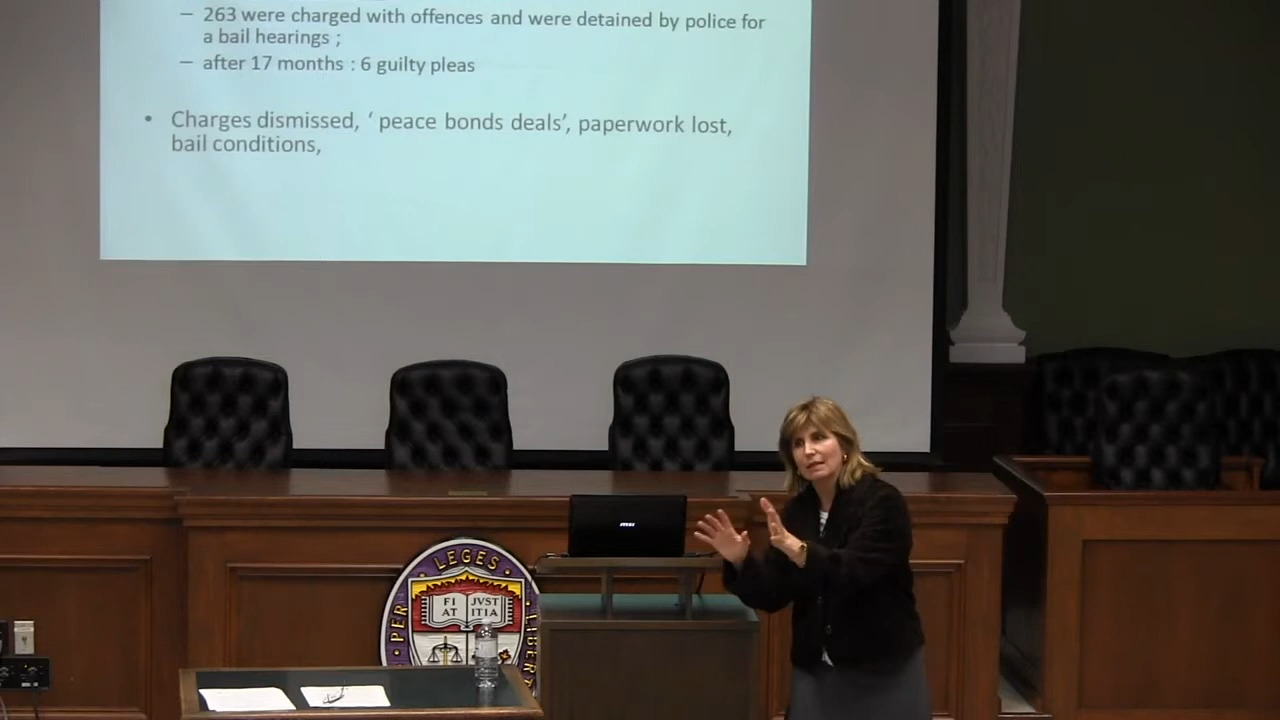 – 263 were charged with offences and were detained by police for
a bail hearings ;
– after 17 months : 6 guilty pleas
• Charges dismissed, ‘ peace bonds deals’, paperwork lost,
bail conditions,
msi
PER LEGES
FI JVST
AT ITIA